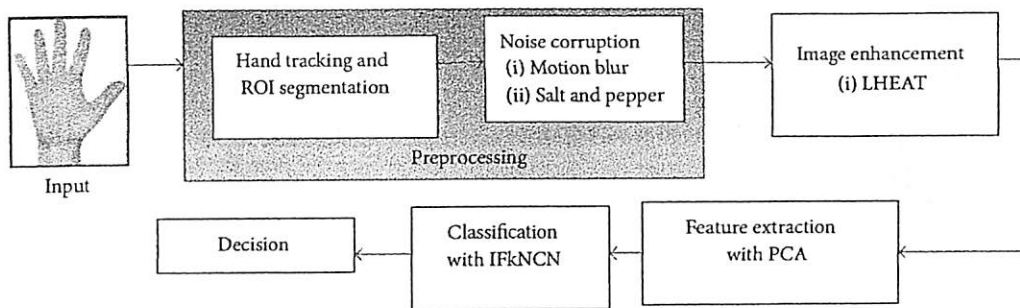 Input
Hand tracking and
ROI segmentation
Noise corruption
(i) Motion blur
(ii) Salt and pepper
Preprocessing
Image enhancement
(i) LHEAT
Feature extraction
with PCA
Classification
with IFkNCN
Decision